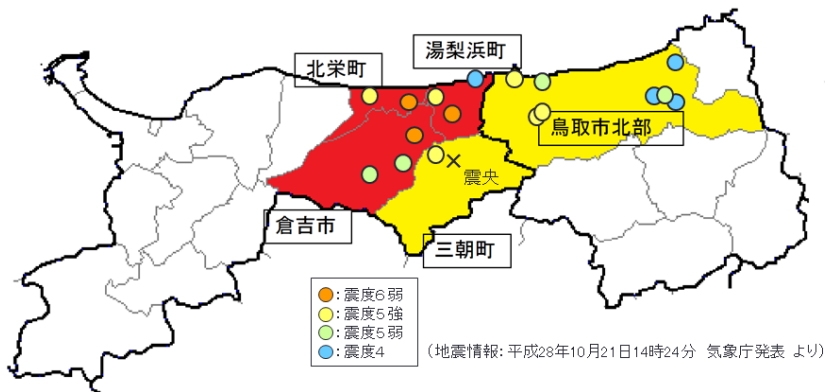 湯梨浜町
北栄町
鳥取市北部
震央
倉吉市
三朝町
：震度6弱
：震度5強
：震度5弱
：震度4
（地震情報：平成28年10月21日14時24分 気象庁発表 より）